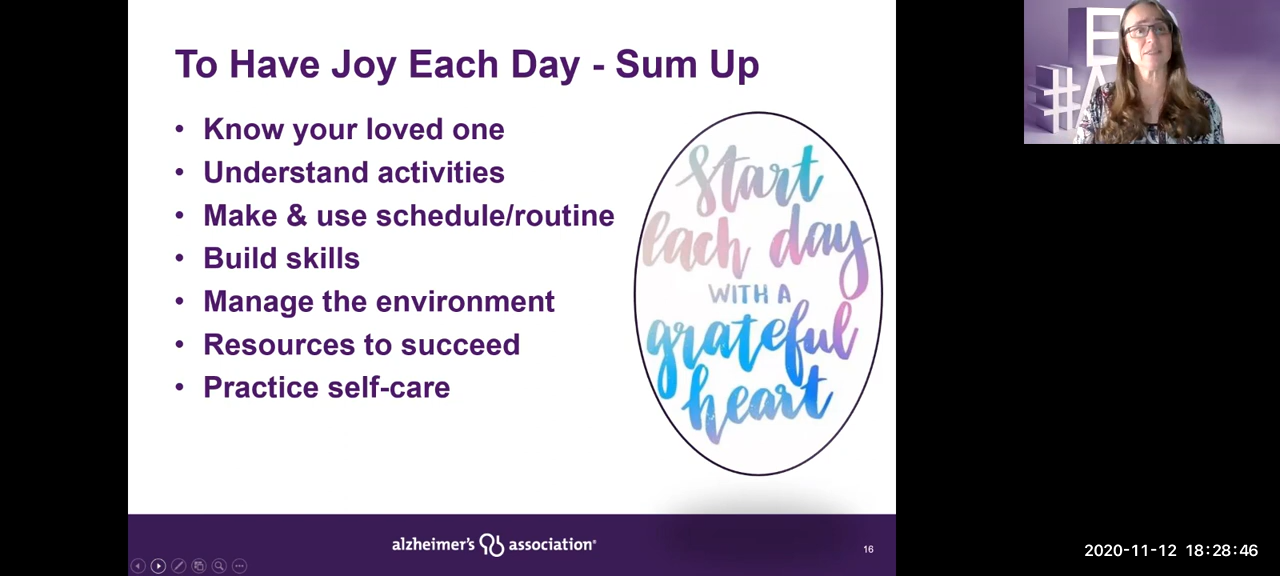 To Have Joy Each Day - Sum Up
• Know your loved one
• Understand activities
• Make & use schedule/routine
• Build skills
• Manage the environment
• Resources to succeed
• Practice self-care
Start
each day
WITH A
grateful
heart
alzheimer's association®
16
2020-11-12 18:28:46